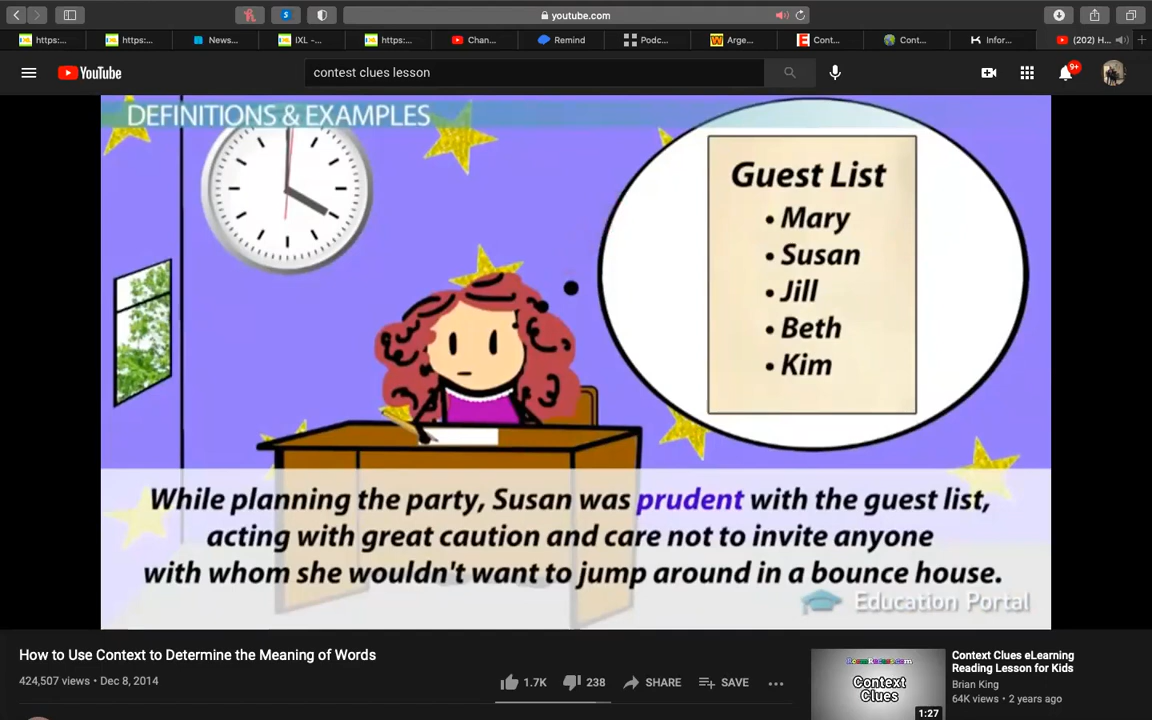 youtube.com
https:...
https:...
News...
IXL -...
https:...
Chan...
Remind
Podc...
Arge...
Cont...
Cont...
Infor...
(202) H...
YouTube
contest clues lesson
9+
DEFINITIONS & EXAMPLES
Guest List
• Mary
• Susan
• Jill
• Beth
• Kim
While planning the party, Susan was prudent with the guest list,
acting with great caution and care not to invite anyone
with whom she wouldn't want to jump around in a bounce house.
Education Portal
How to Use Context to Determine the Meaning of Words
424,507 views • Dec 8, 2014
1.7K
238
SHARE
SAVE
Context Clues
1:27
Context Clues eLearning
Reading Lesson for Kids
Brian King
64K views • 2 years ago